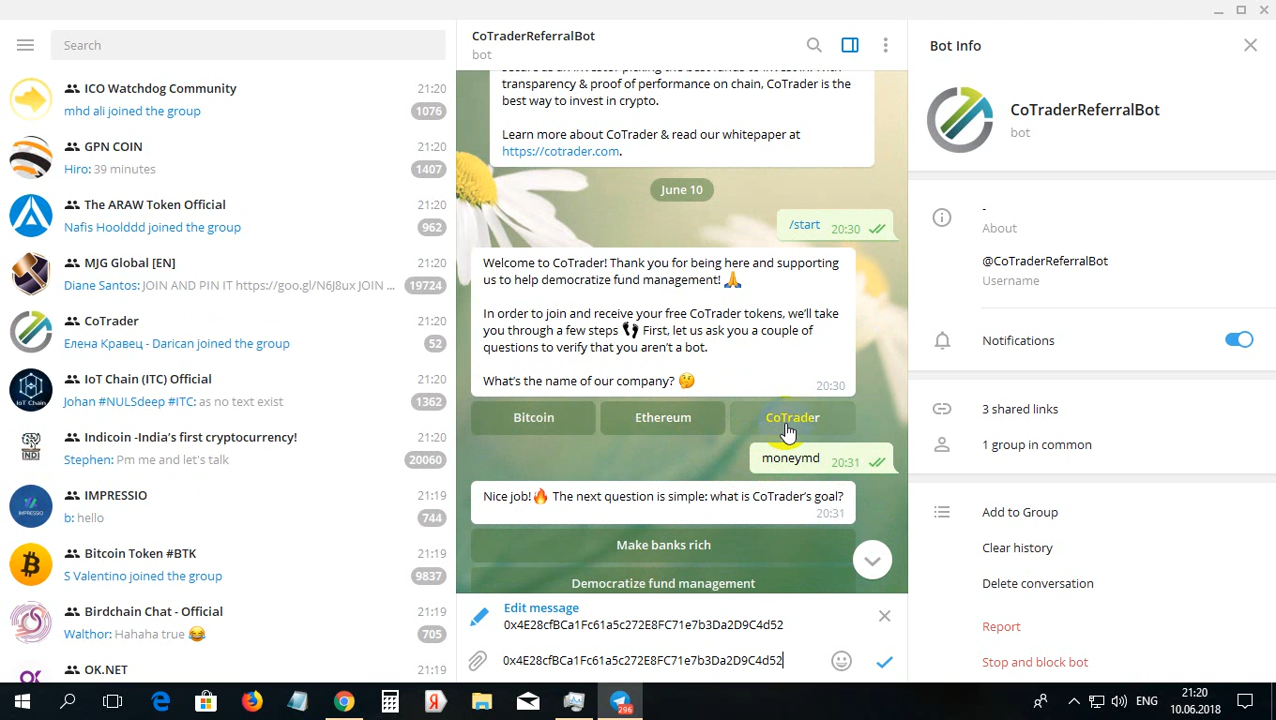 Search
ICO Watchdog Community 21:20
mhd ali joined the group 1076
GPN COIN 21:20
Hiro: 39 minutes 1407
The ARAW Token Official 21:20
Nafis Hoolddd joined the group 962
MJG Global [EN] 21:20
Diane Santos: JOIN AND PIN IT https://goo.gl/N6J8ux JOIN ... 19724
CoTrader 21:20
Елена Кравец - Darican joined the group 52
IoT Chain (ITC) Official 21:20
Johan #NULSdeep #ITC: as no text exist 1362
Indicoin -India's first cryptocurrency! 21:20
Stephen: Pm me and let's talk 20060
IMPRESSIO 21:19
b: hello 744
Bitcoin Token #BTK 21:19
S Valentino joined the group 9837
Birdchain Chat - Official 21:19
Walthor: Hahaha true 😂 705
OK.NET 21:19
CoTraderReferralBot
bot
transparency & proof of performance on chain, CoTrader is the
best way to invest in crypto.
Learn more about CoTrader & read our whitepaper at
https://cotrader.com.
June 10
/start 20:30
Welcome to CoTrader! Thank you for being here and supporting
us to help democratize fund management! 🙏
In order to join and receive your free CoTrader tokens, we'll take
you through a few steps 👣 First, let us ask you a couple of
questions to verify that you aren't a bot.
What's the name of our company? 🤔 20:30
Bitcoin Ethereum CoTrader
moneymd 20:31
Nice job!🔥 The next question is simple: what is CoTrader's goal?
20:31
Make banks rich
Democratize fund management
Edit message
0x4E28cfBCa1Fc61a5c272E8FC71e7b3Da2D9C4d52
0x4E28cfBCa1Fc61a5c272E8FC71e7b3Da2D9C4d52
Bot Info
CoTraderReferralBot
bot
-
About
@CoTraderReferralBot
Username
Notifications
3 shared links
1 group in common
Add to Group
Clear history
Delete conversation
Report
Stop and block bot
296
ENG
21:20
10.06.2018